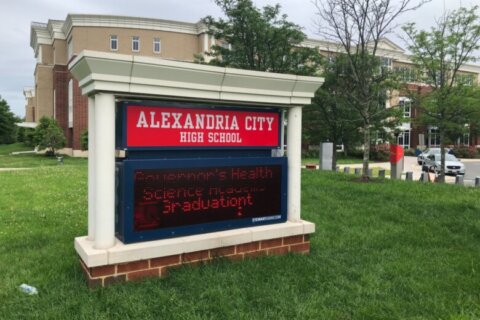 ALEXANDRIA CITY
HIGH SCHOOL
Governor's Health
Science Academy
Graduation!